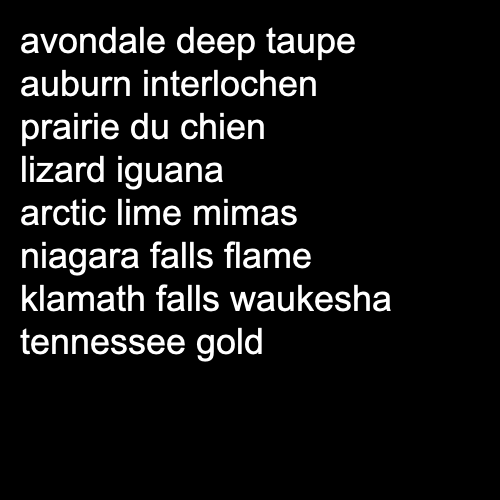 avondale deep taupe
auburn interlochen
prairie du chien
lizard iguana
arctic lime mimas
niagara falls flame
klamath falls waukesha
tennessee gold